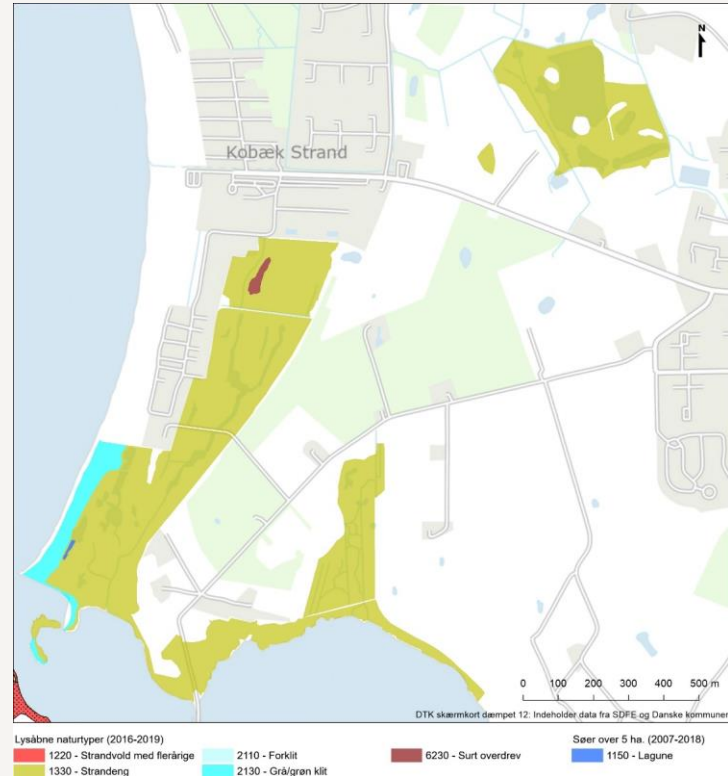 N
Kobæk Strand
0 100 200 300 400 500 m
DTK skærmkort dæmpet 12: Indeholder data fra SDFE og Danske kommuner
Lysåbne naturtyper (2016-2019) Søer over 5 ha. (2007-2018)
1220 - Strandvold med flerårige 2110 - Forklit 6230 - Surt overdrev 1150 - Lagune
1330 - Strandeng 2130 - Grå/grøn klit